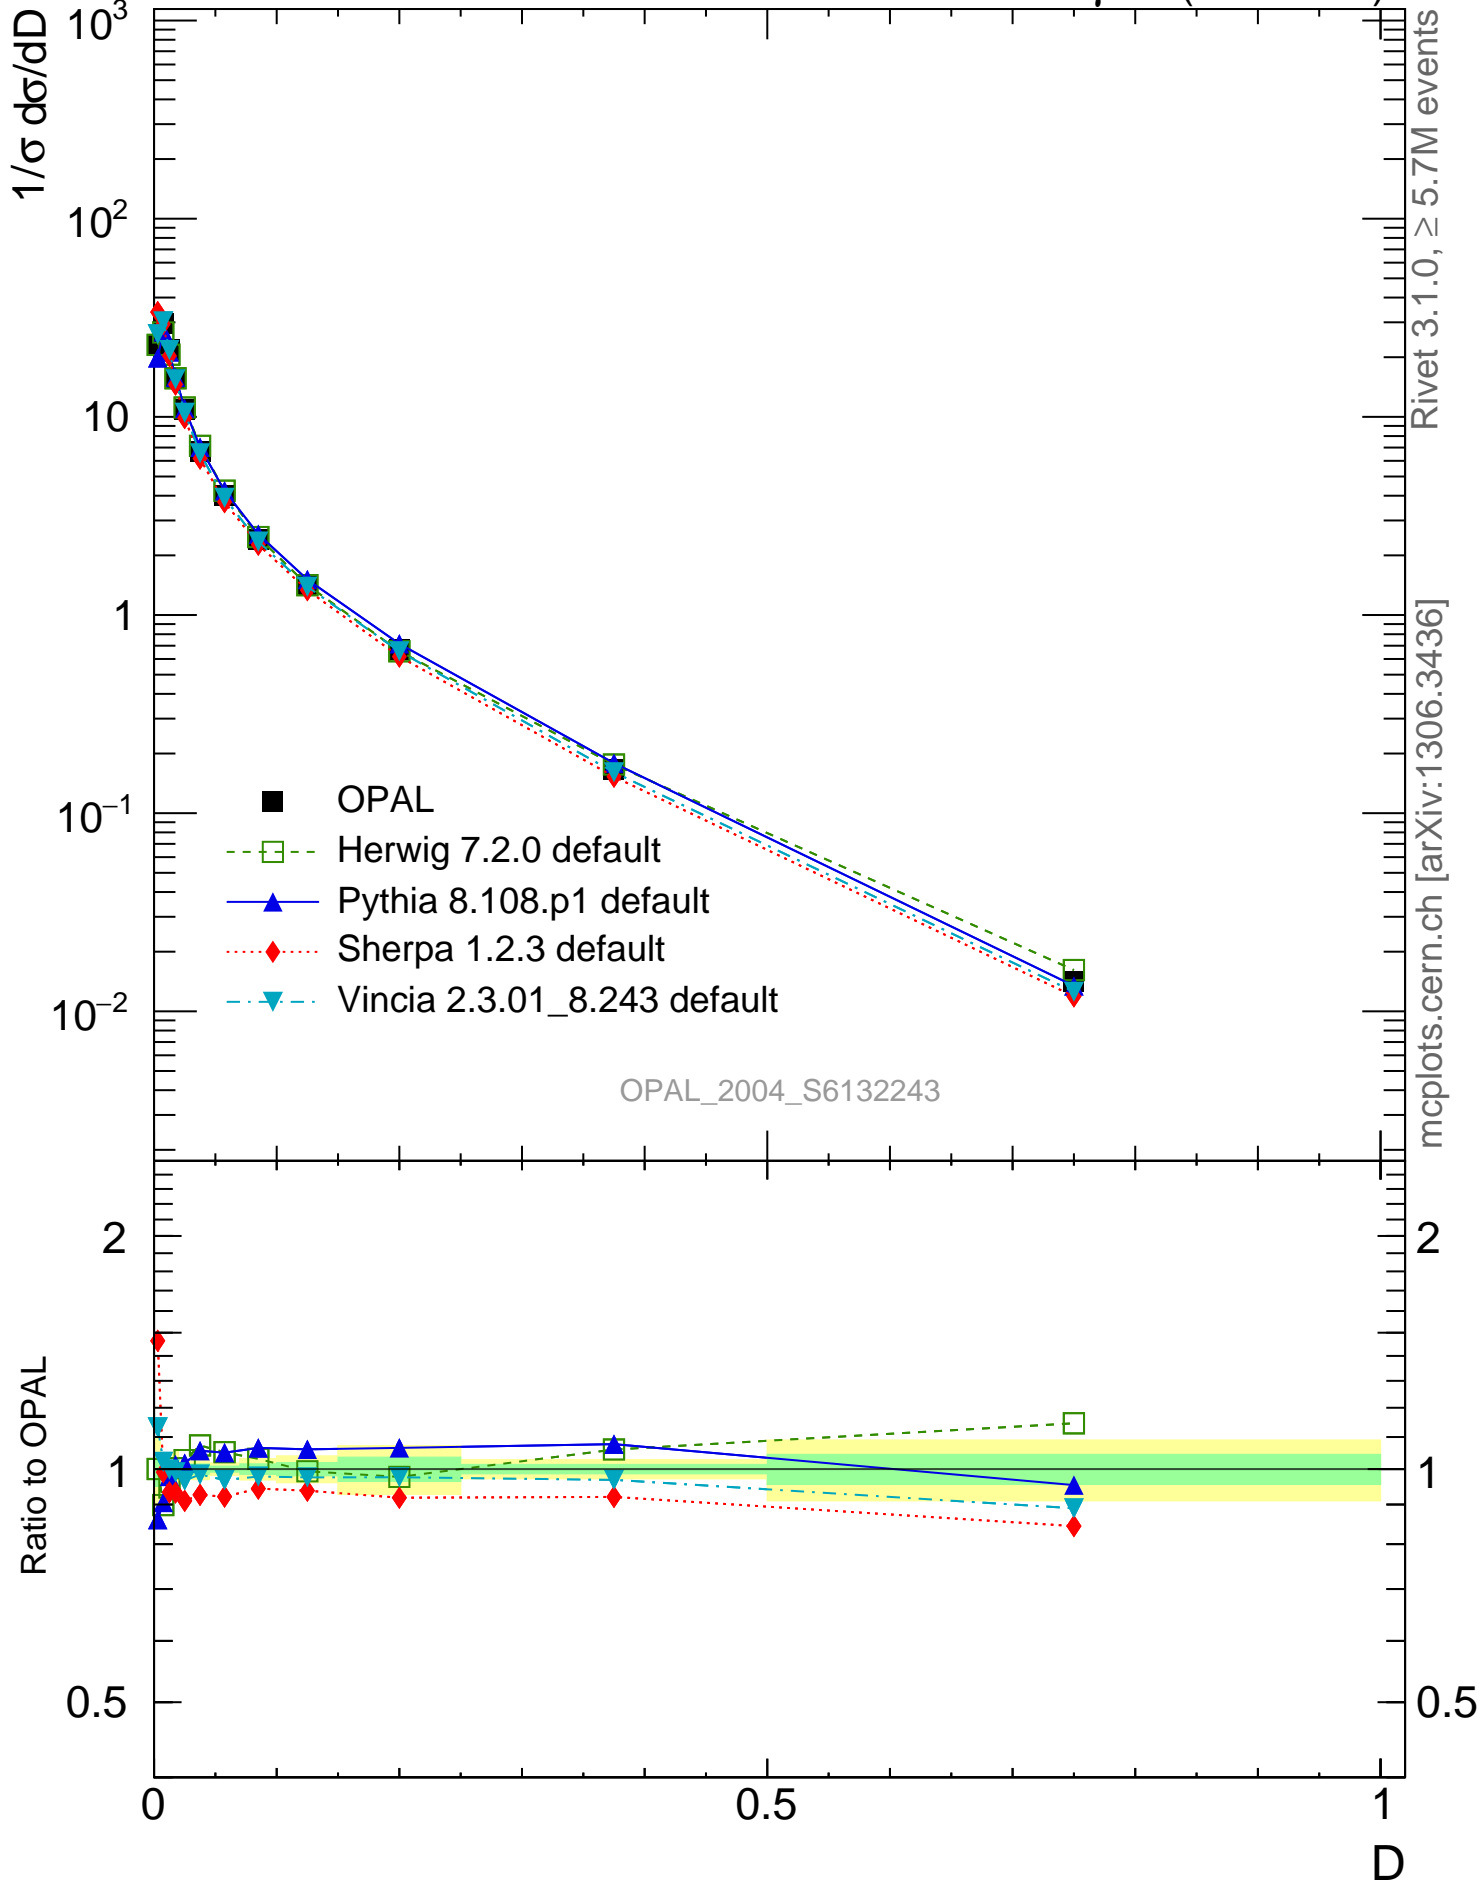 1/σ dσ/dD
10³
10²
10
1
10⁻¹
10⁻²
OPAL
Herwig 7.2.0 default
Pythia 8.108.p1 default
Sherpa 1.2.3 default
Vincia 2.3.01_8.243 default
OPAL_2004_S6132243
Rivet 3.1.0, ≥ 5.7M events
mcplots.cern.ch [arXiv:1306.3436]
Ratio to OPAL
2
1
0.5
2
1
0.5
0
0.5
1
D